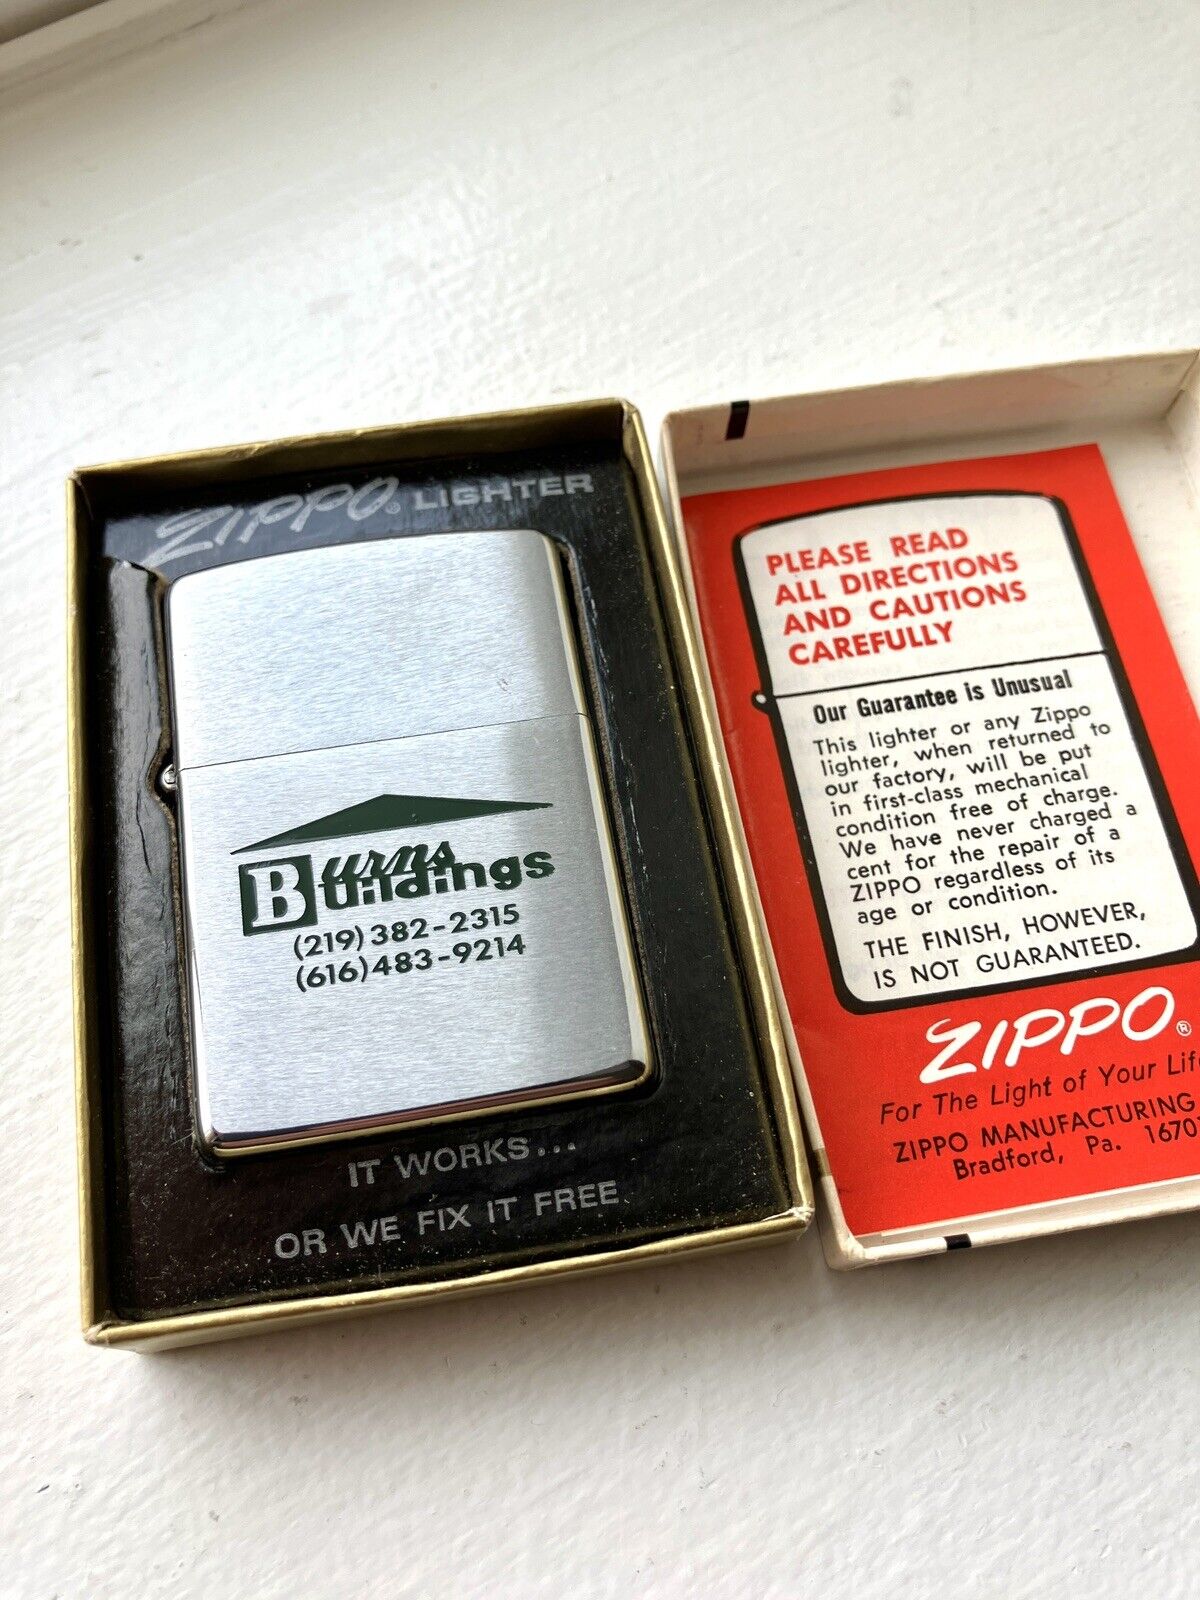 ZIPPO® LIGHTER
Burns
Buildings
(219) 382-2315
(616) 483-9214
IT WORKS...
OR WE FIX IT FREE
PLEASE READ
ALL DIRECTIONS
AND CAUTIONS
CAREFULLY
Our Guarantee is Unusual
This lighter or any Zippo
lighter, when returned to
our factory, will be put
in first-class mechanical
condition free of charge.
We have never charged a
cent for the repair of a
ZIPPO regardless of its
age or condition.
THE FINISH, HOWEVER,
IS NOT GUARANTEED.
ZIPPO®
For The Light of Your Life
ZIPPO MANUFACTURING
Bradford, Pa. 1670